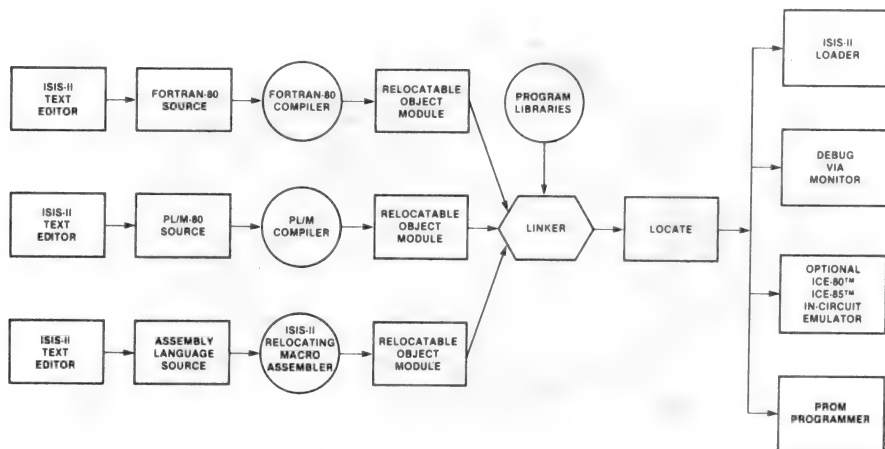 ISIS-II
TEXT
EDITOR
FORTRAN-80
SOURCE
FORTRAN-80
COMPILER
RELOCATABLE
OBJECT
MODULE
PROGRAM
LIBRARIES
ISIS-II
TEXT
EDITOR
PL/M-80
SOURCE
PL/M
COMPILER
RELOCATABLE
OBJECT
MODULE
LINKER
LOCATE
ISIS-II
TEXT
EDITOR
ASSEMBLY
LANGUAGE
SOURCE
ISIS-II
RELOCATING
MACRO
ASSEMBLER
RELOCATABLE
OBJECT
MODULE
ISIS-II
LOADER
DEBUG
VIA
MONITOR
OPTIONAL
ICE-80™
ICE-85™
IN-CIRCUIT
EMULATOR
PROM
PROGRAMMER